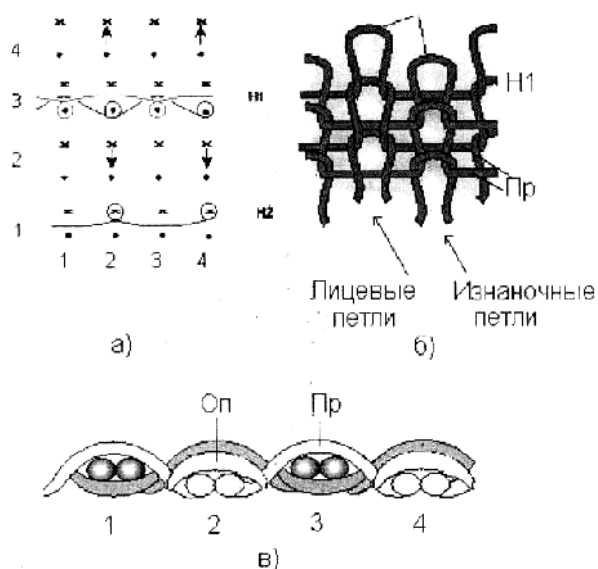 4
3
Н1
2
1
Н2
1 2 3 4
а)
Н1
Пр
Лицевые петли
Изнаночные петли
б)
Оп
Пр
1 2 3 4
в)